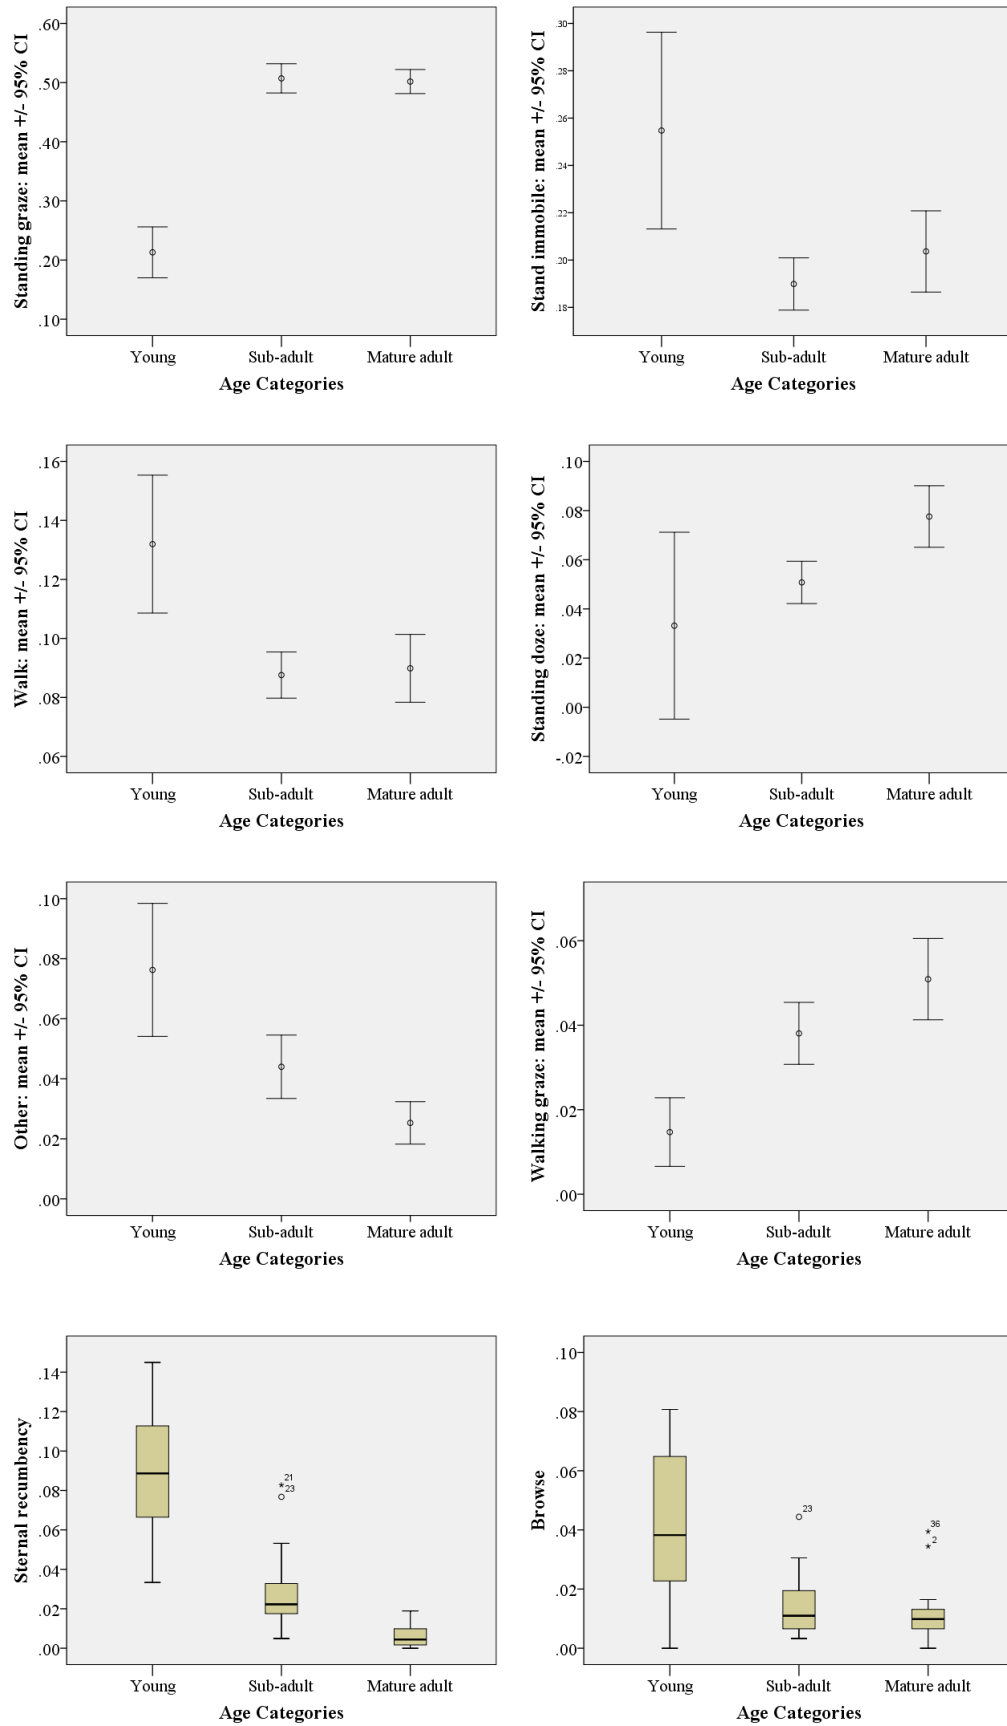 Standing graze: mean +/- 95% CI
.60
.50
.40
.30
.20
.10
Young Sub-adult Mature adult
Age Categories
Stand immobile: mean +/- 95% CI
.30
.28
.26
.24
.22
.20
.18
Young Sub-adult Mature adult
Age Categories
Walk: mean +/- 95% CI
.16
.14
.12
.10
.08
.06
Young Sub-adult Mature adult
Age Categories
Standing doze: mean +/- 95% CI
.10
.08
.06
.04
.02
.00
-.02
Young Sub-adult Mature adult
Age Categories
Other: mean +/- 95% CI
.10
.08
.06
.04
.02
.00
Young Sub-adult Mature adult
Age Categories
Walking graze: mean +/- 95% CI
.06
.04
.02
.00
Young Sub-adult Mature adult
Age Categories
Sternal recumbency
.14
.12
.10
.08
.06
.04
.02
.00
21
23
Young Sub-adult Mature adult
Age Categories
Browse
.10
.08
.06
.04
.02
.00
23
36
2
Young Sub-adult Mature adult
Age Categories